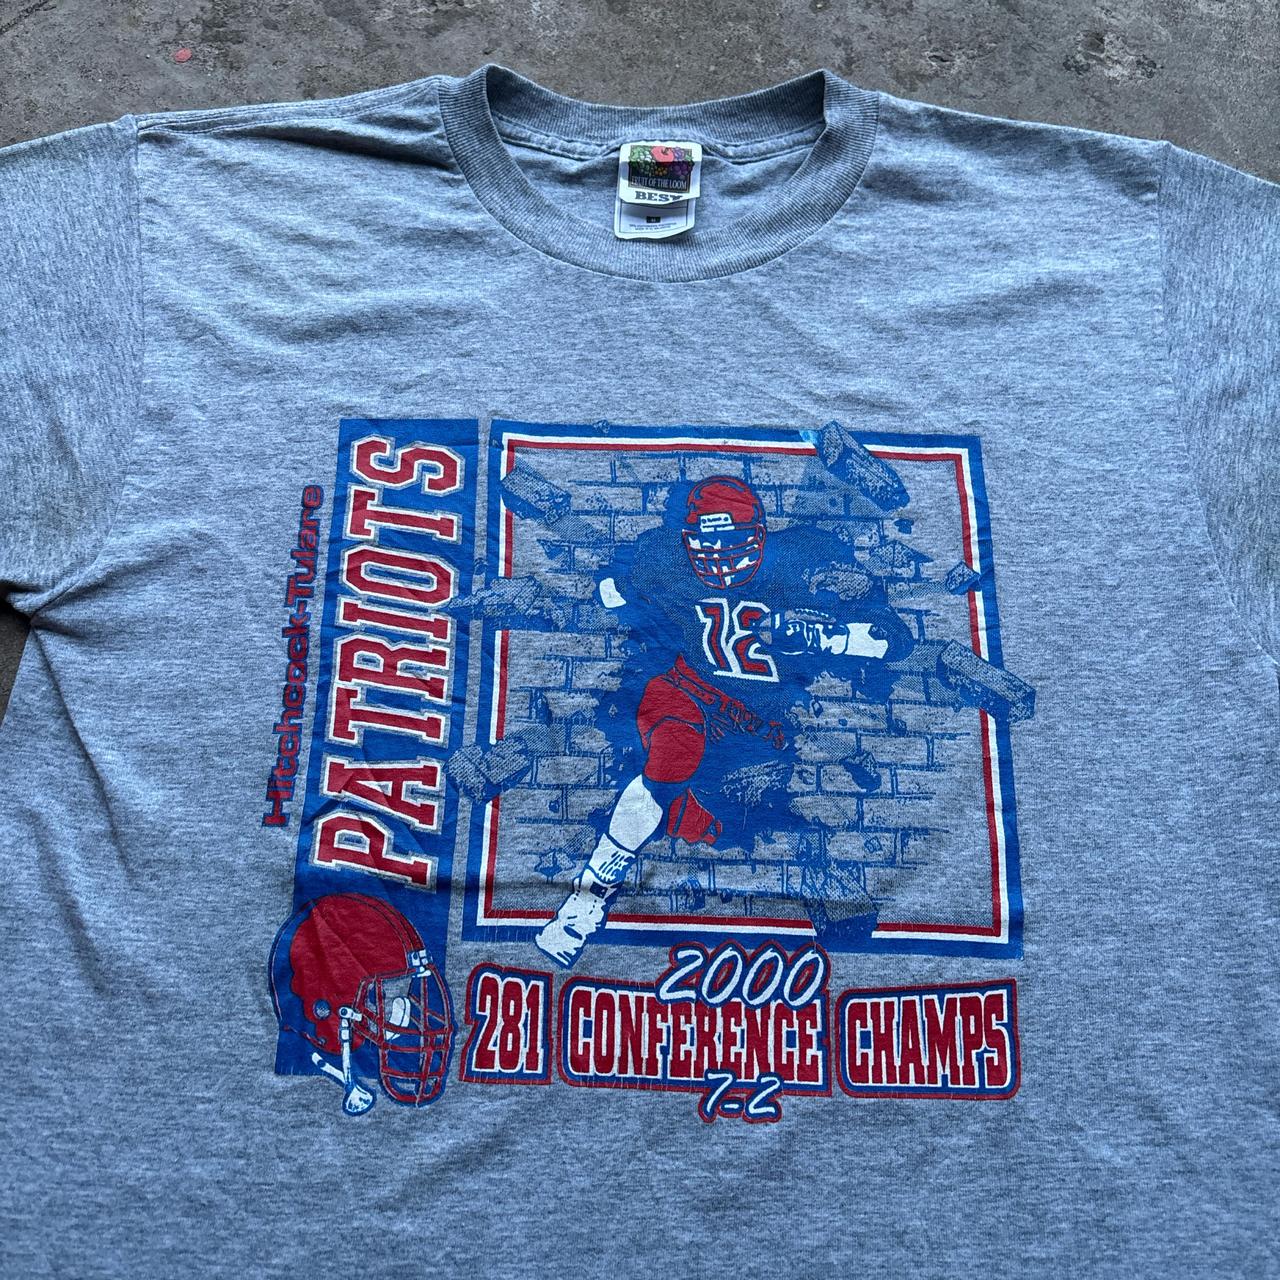 FRUIT OF THE LOOM
BEST
M
Hitchcock-Tulare
PATRIOTS
12
2000
281 CONFERENCE CHAMPS
7-2